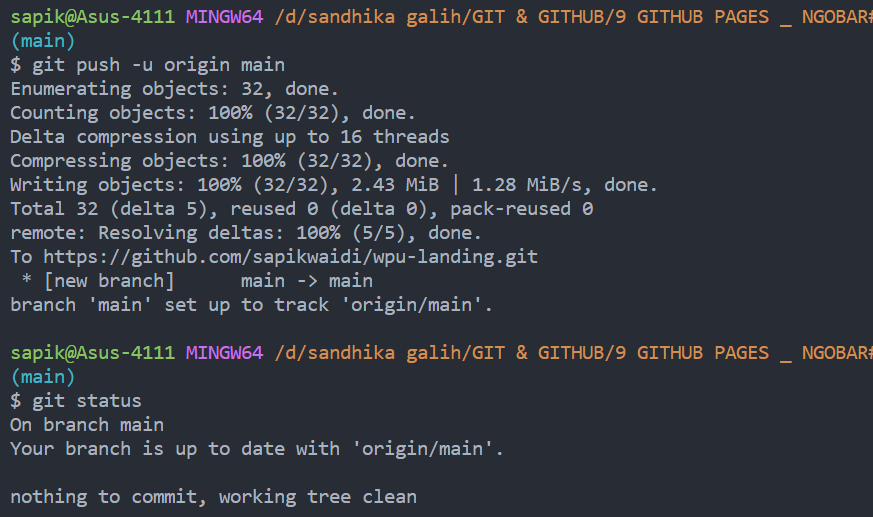 sapik@Asus-4111 MINGW64 /d/sandhika galih/GIT & GITHUB/9 GITHUB PAGES _ NGOBAR#
(main)
$ git push -u origin main
Enumerating objects: 32, done.
Counting objects: 100% (32/32), done.
Delta compression using up to 16 threads
Compressing objects: 100% (32/32), done.
Writing objects: 100% (32/32), 2.43 MiB | 1.28 MiB/s, done.
Total 32 (delta 5), reused 0 (delta 0), pack-reused 0
remote: Resolving deltas: 100% (5/5), done.
To https://github.com/sapikwaidi/wpu-landing.git
 * [new branch]      main -> main
branch 'main' set up to track 'origin/main'.

sapik@Asus-4111 MINGW64 /d/sandhika galih/GIT & GITHUB/9 GITHUB PAGES _ NGOBAR#
(main)
$ git status
On branch main
Your branch is up to date with 'origin/main'.

nothing to commit, working tree clean